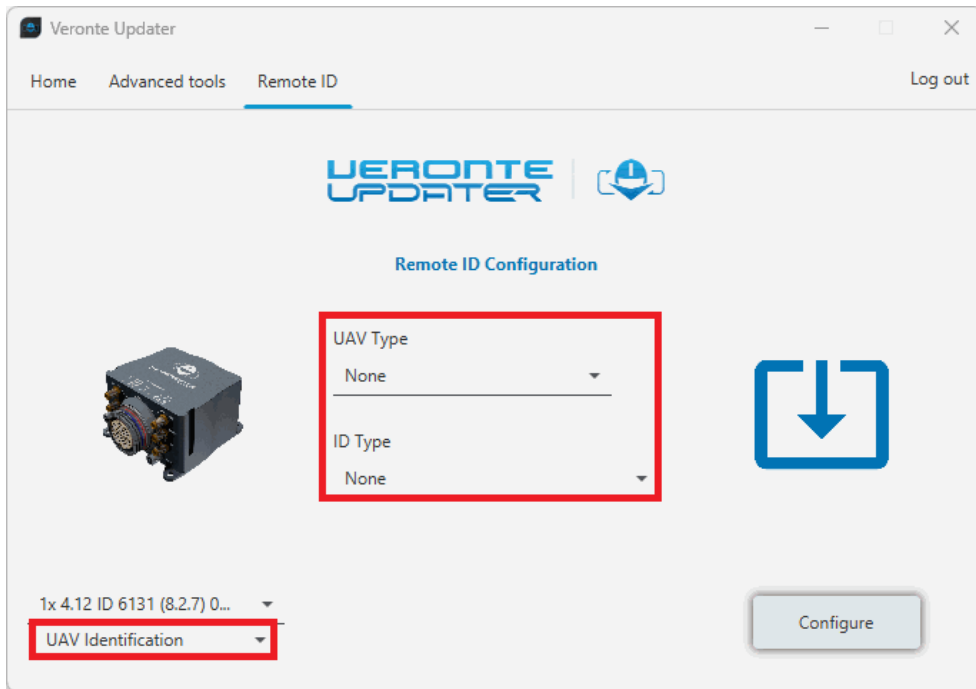 Veronte Updater
Home Advanced tools Remote ID Log out
VERONTE
UPDATER
Remote ID Configuration
UAV Type
None
ID Type
None
1x 4.12 ID 6131 (8.2.7) 0...
UAV Identification
Configure